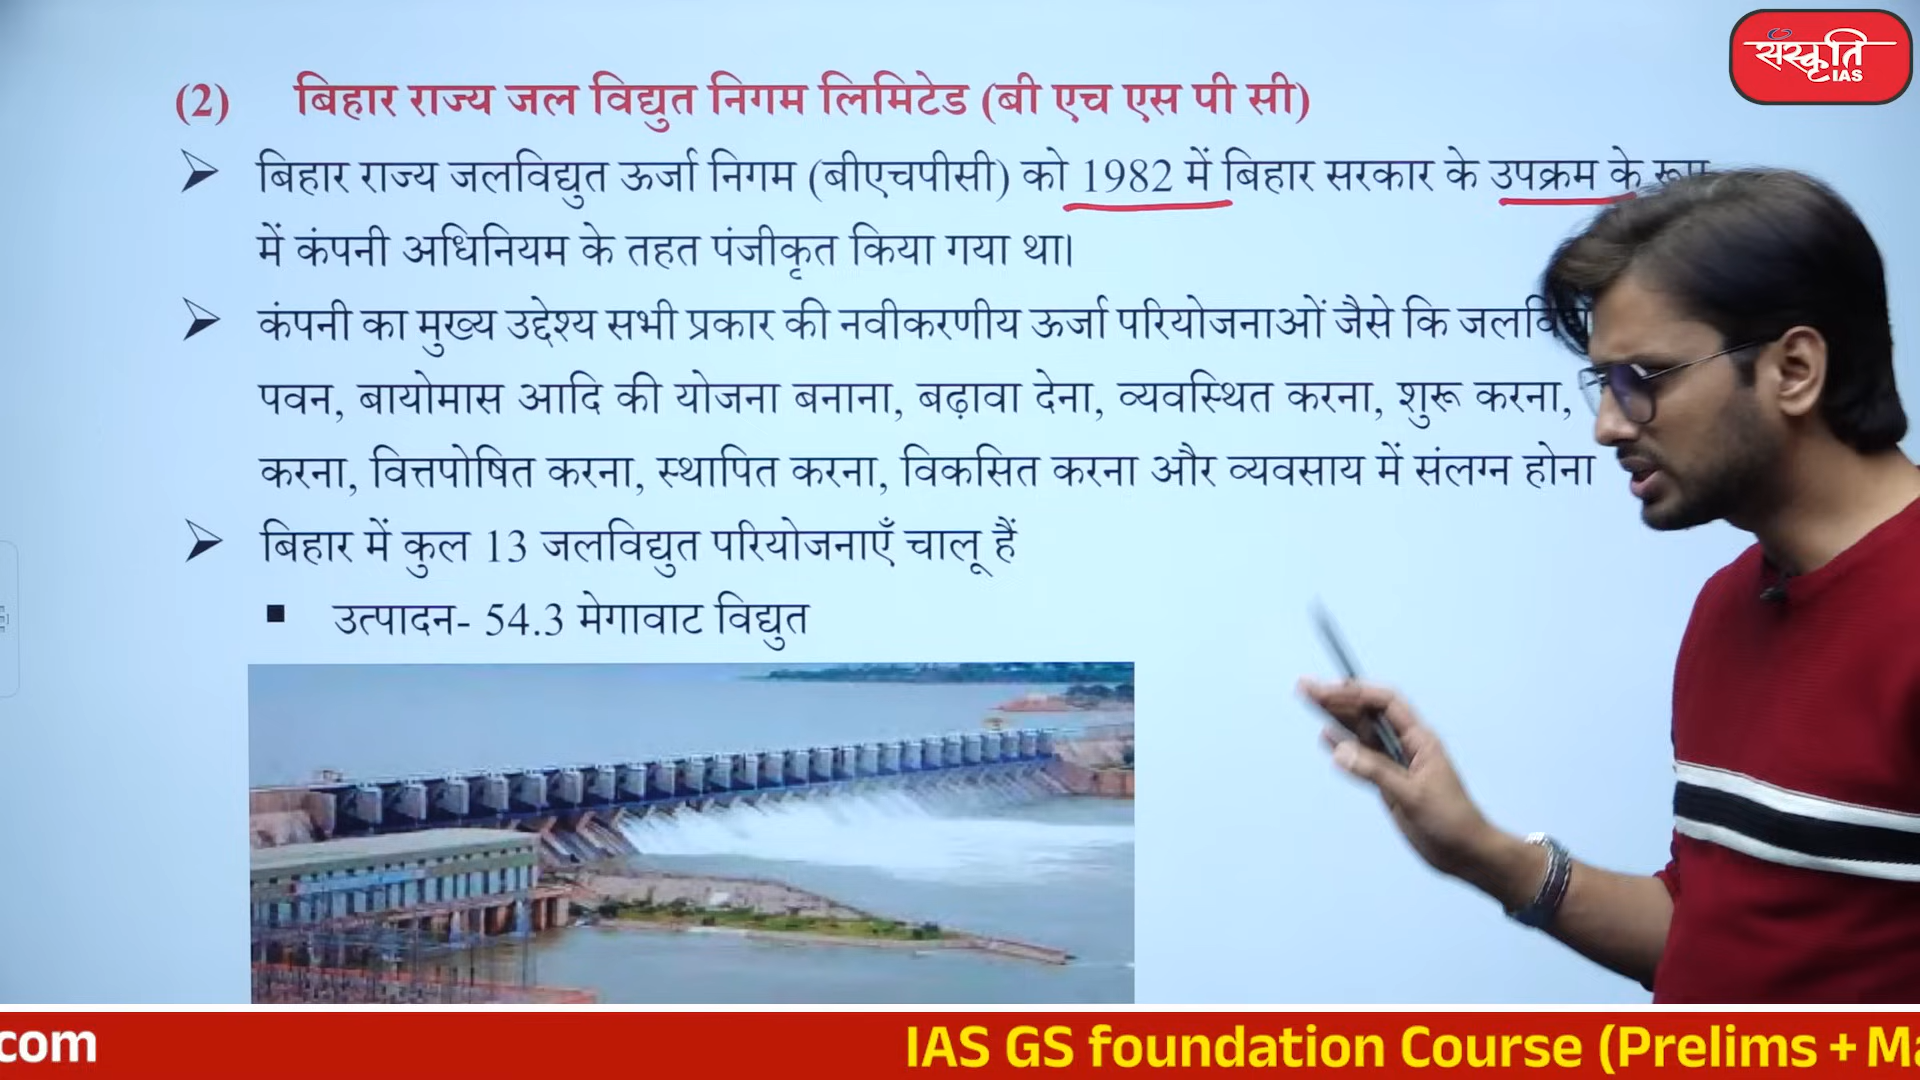 संस्कृति
IAS
(2) बिहार राज्य जल विद्युत निगम लिमिटेड (बी एच एस पी सी)
बिहार राज्य जलविद्युत ऊर्जा निगम (बीएचपीसी) को 1982 में बिहार सरकार के उपक्रम के
में कंपनी अधिनियम के तहत पंजीकृत किया गया था।
कंपनी का मुख्य उद्देश्य सभी प्रकार की नवीकरणीय ऊर्जा परियोजनाओं जैसे कि
पवन, बायोमास आदि की योजना बनाना, बढ़ावा देना, व्यवस्थित करना, शुरू करना,
करना, वित्तपोषित करना, स्थापित करना, विकसित करना और व्यवसाय में संलग्न होना
बिहार में कुल 13 जलविद्युत परियोजनाएँ चालू हैं
उत्पादन- 54.3 मेगावाट विद्युत
com
IAS GS foundation Course (Prelims + Ma